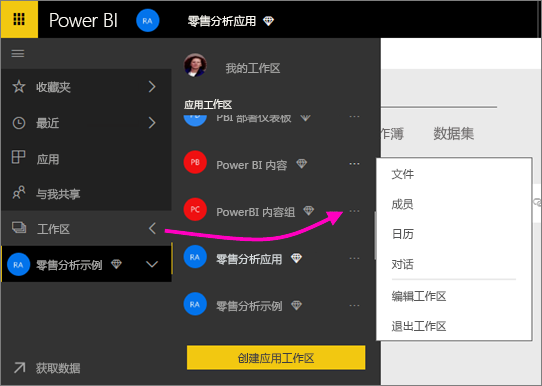 Power BI
RA
零售分析应用
收藏夹
最近
应用
与我共享
工作区
RA
零售分析示例
获取数据
我的工作区
应用工作区
PBI 部署仪表板
PB
Power BI 内容
PC
PowerBI 内容组
RA
零售分析应用
RA
零售分析示例
创建应用工作区
作簿
数据集
文件
成员
日历
对话
编辑工作区
退出工作区